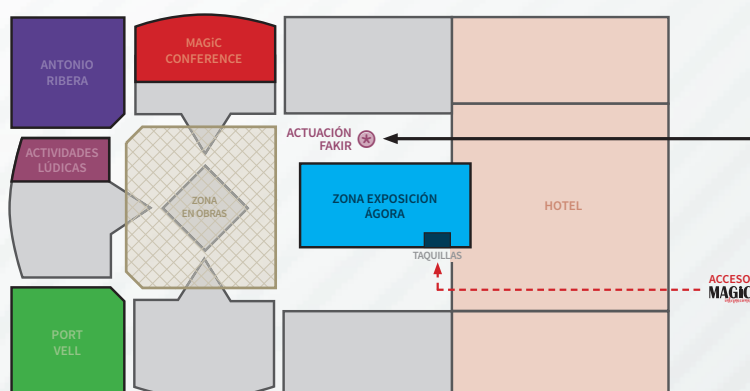 ANTONIO
RIBERA
MAGiC
CONFERENCE
ACTUACIÓN
FAKIR
ACTIVIDADES
LÚDICAS
ZONA
EN OBRAS
ZONA EXPOSICIÓN
ÁGORA
HOTEL
TAQUILLAS
ACCESO
MAGiC
PORT
VELL